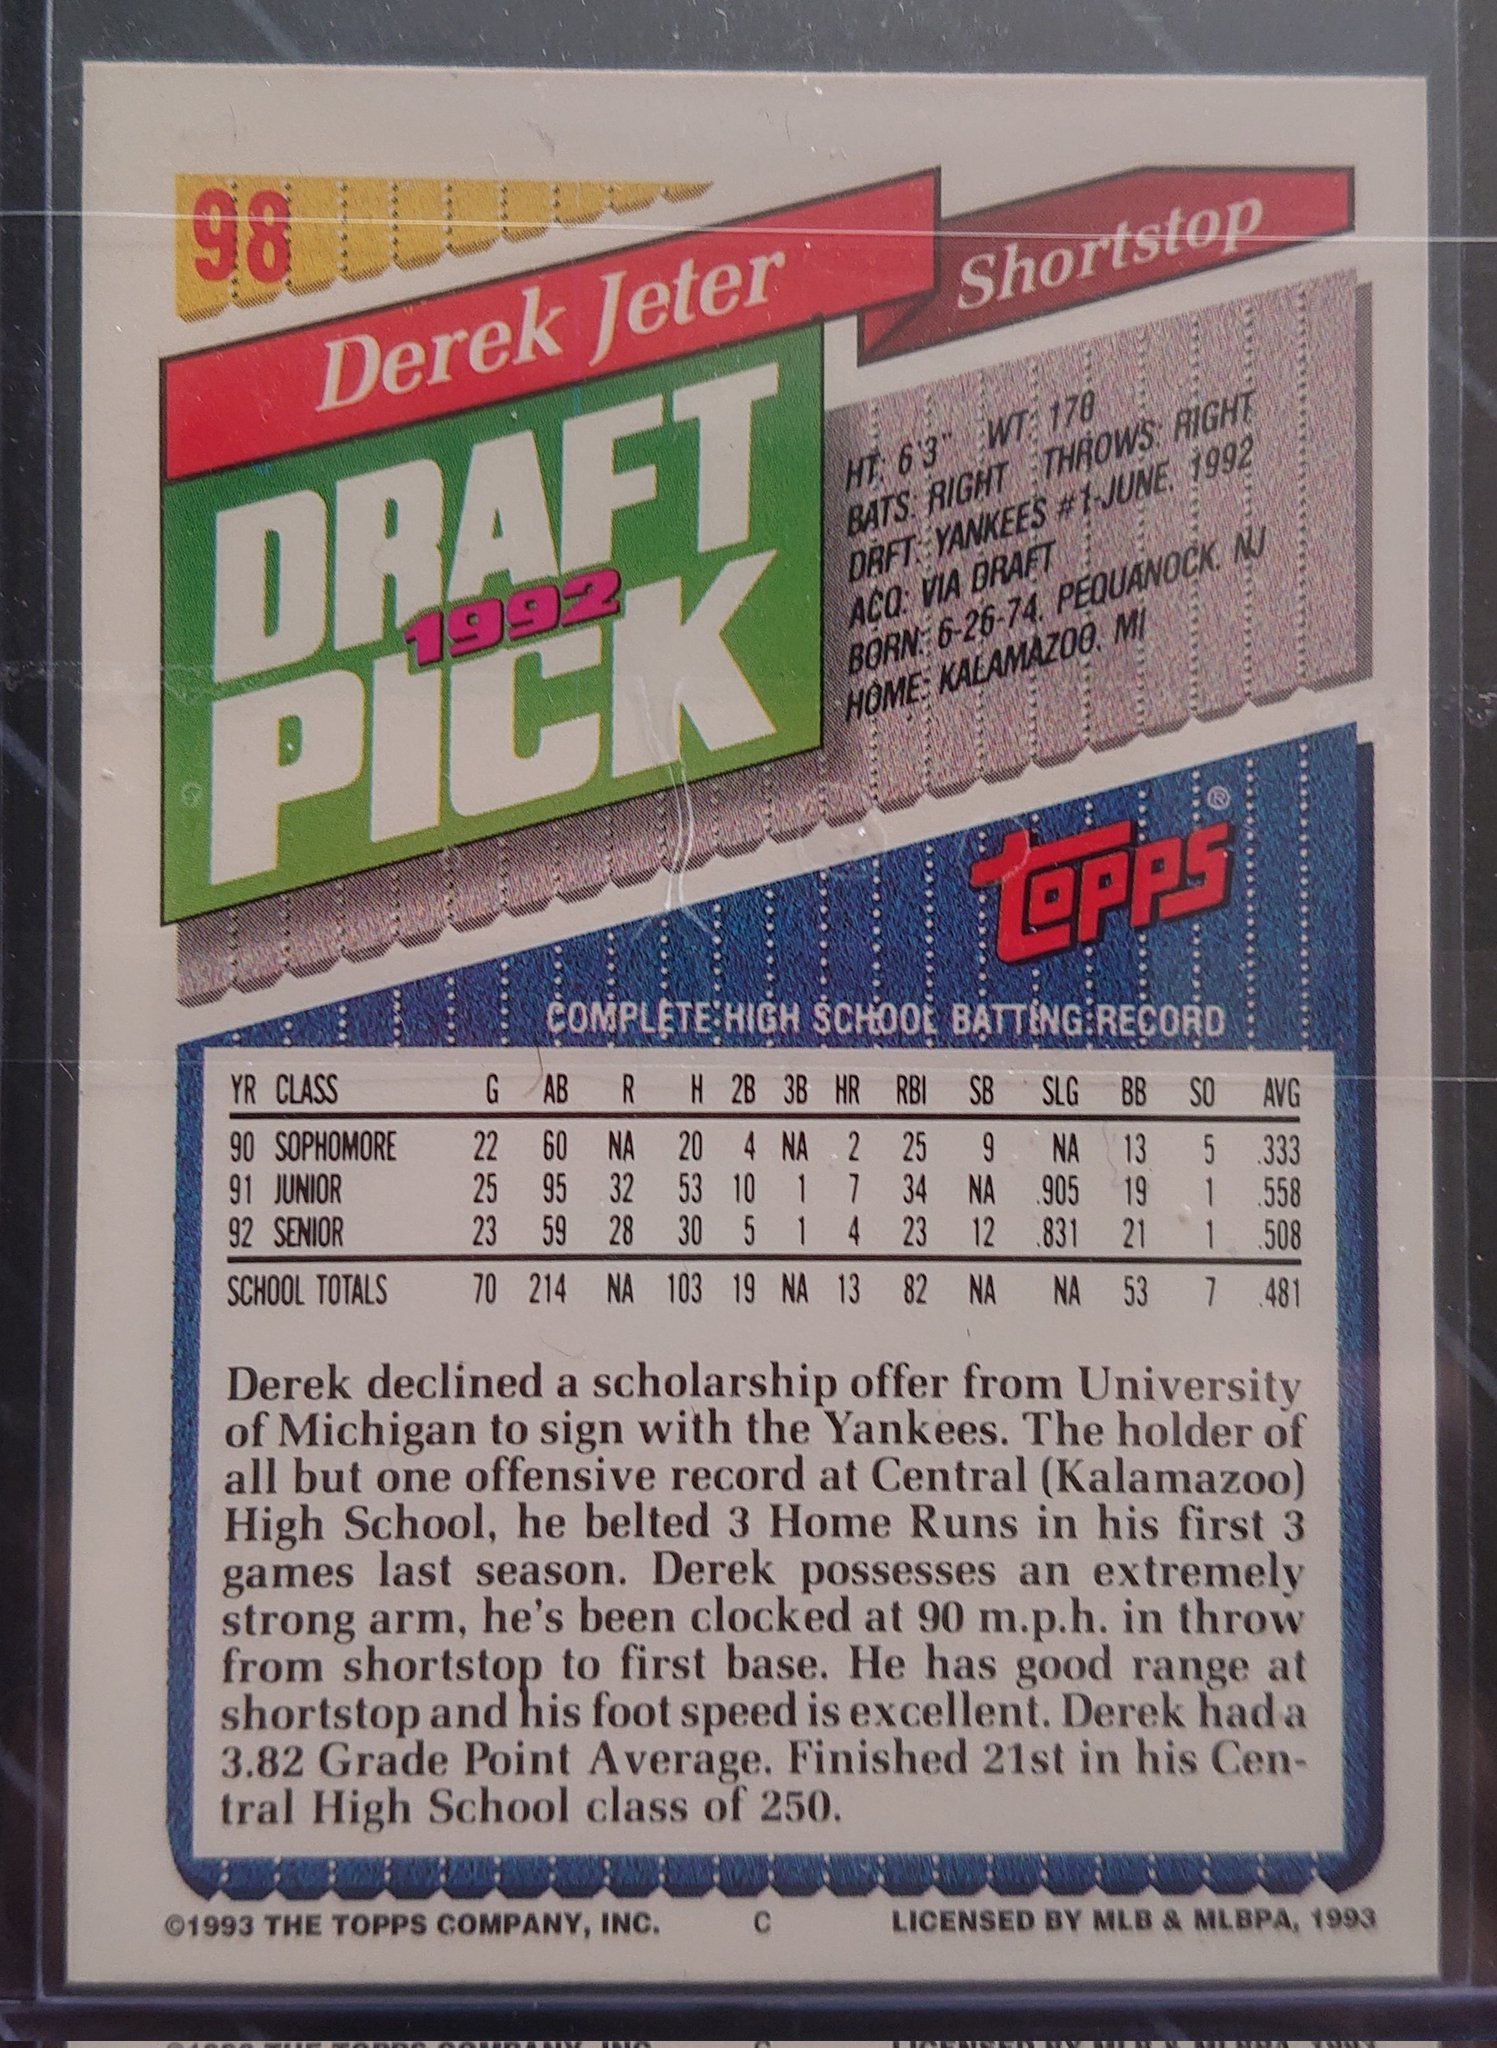 98
Derek Jeter
Shortstop
DRAFT
1992
PICK
HT: 6'3" WT: 178
BATS: RIGHT THROWS: RIGHT
DRFT: YANKEES #1-JUNE, 1992
ACQ: VIA DRAFT
BORN: 6-26-74, PEQUANOCK, NJ
HOME: KALAMAZOO, MI
TOPPS®
COMPLETE HIGH SCHOOL BATTING RECORD
YR CLASS G AB R H 2B 3B HR RBI SB SLG BB SO AVG
90 SOPHOMORE 22 60 NA 20 4 NA 2 25 9 NA 13 5 .333
91 JUNIOR 25 95 32 53 10 1 7 34 NA .905 19 1 .558
92 SENIOR 23 59 28 30 5 1 4 23 12 .831 21 1 .508
SCHOOL TOTALS 70 214 NA 103 19 NA 13 82 NA NA 53 7 .481
Derek declined a scholarship offer from University
of Michigan to sign with the Yankees. The holder of
all but one offensive record at Central (Kalamazoo)
High School, he belted 3 Home Runs in his first 3
games last season. Derek possesses an extremely
strong arm, he's been clocked at 90 m.p.h. in throw
from shortstop to first base. He has good range at
shortstop and his foot speed is excellent. Derek had a
3.82 Grade Point Average. Finished 21st in his Cen-
tral High School class of 250.
©1993 THE TOPPS COMPANY, INC. C LICENSED BY MLB & MLBPA, 1993